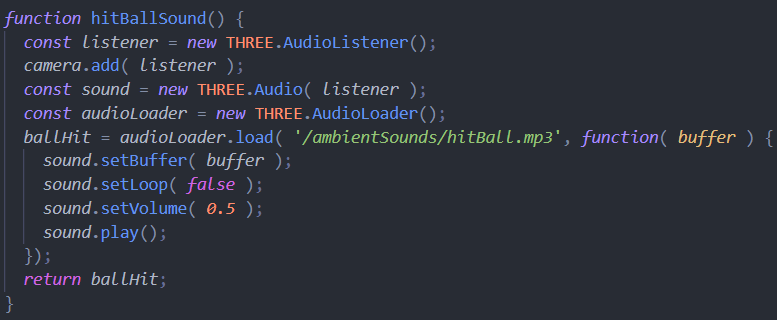 function hitBallSound() {
const listener = new THREE.AudioListener();
camera.add( listener );
const sound = new THREE.Audio( listener );
const audioLoader = new THREE.AudioLoader();
ballHit = audioLoader.load( '/ambientSounds/hitBall.mp3', function( buffer ) {
sound.setBuffer( buffer );
sound.setLoop( false );
sound.setVolume( 0.5 );
sound.play();
});
return ballHit;
}